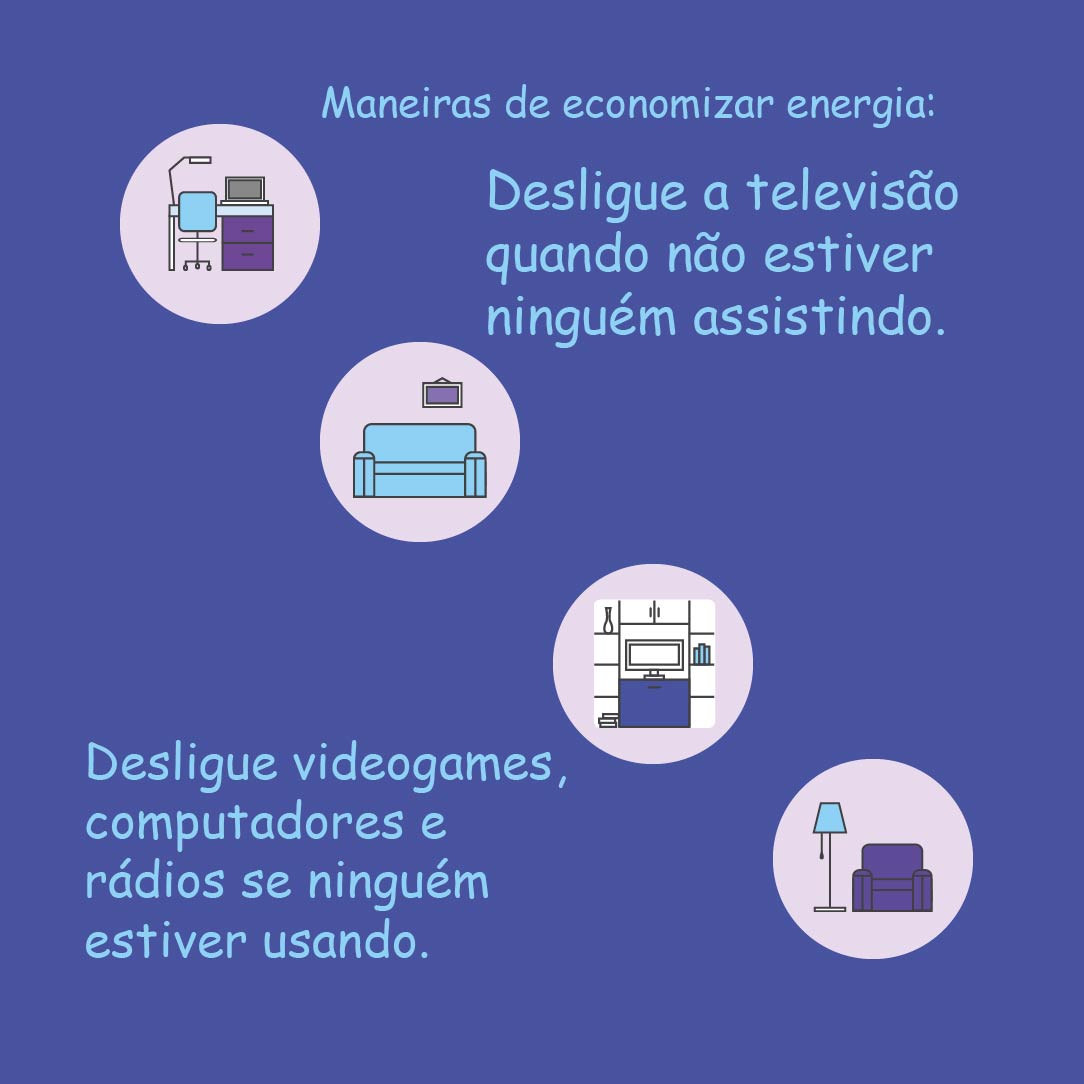 Maneiras de economizar energia:
Desligue a televisão
quando não estiver
ninguém assistindo.
Desligue videogames,
computadores e
rádios se ninguém
estiver usando.